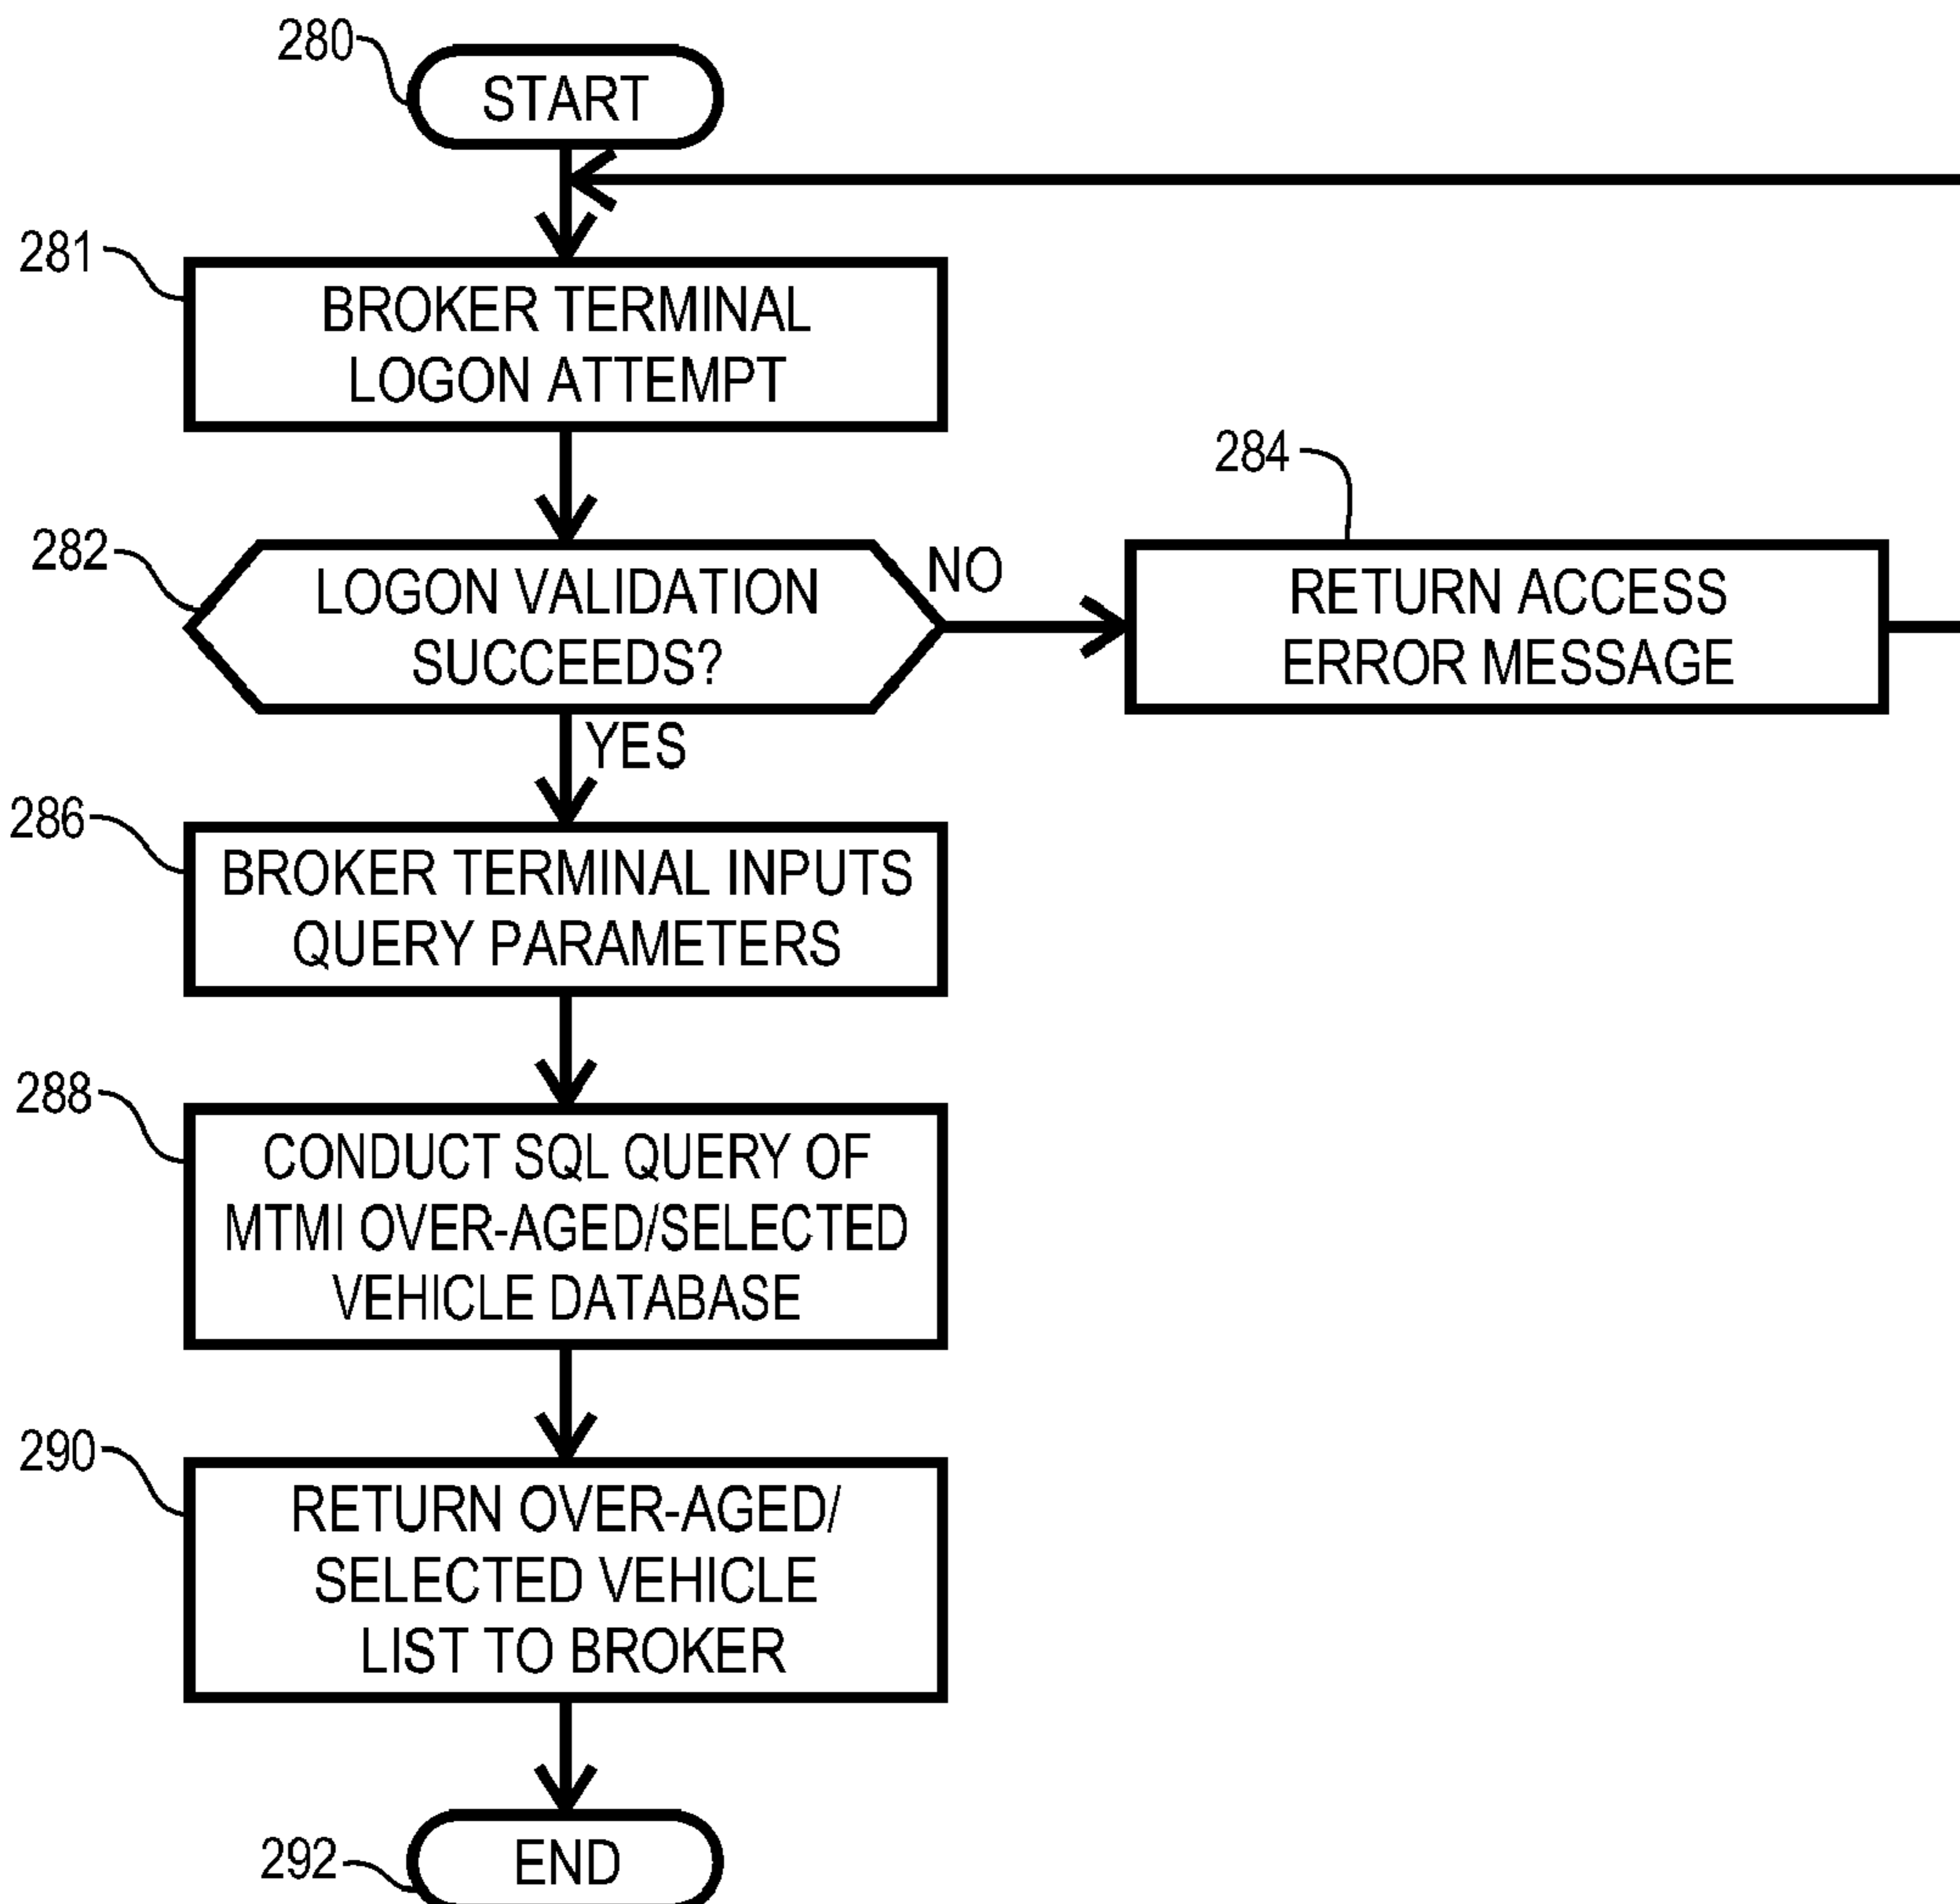 280
START
281
BROKER TERMINAL
LOGON ATTEMPT
282
LOGON VALIDATION
SUCCEEDS?
NO
284
RETURN ACCESS
ERROR MESSAGE
YES
286
BROKER TERMINAL INPUTS
QUERY PARAMETERS
288
CONDUCT SQL QUERY OF
MTMI OVER-AGED/SELECTED
VEHICLE DATABASE
290
RETURN OVER-AGED/
SELECTED VEHICLE
LIST TO BROKER
292
END